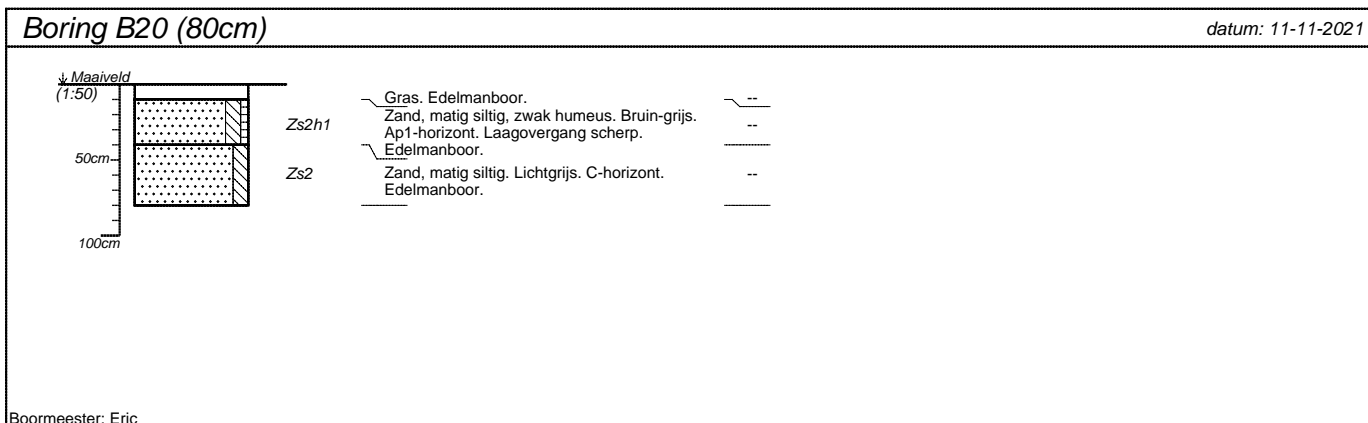 Boring B20 (80cm)
datum: 11-11-2021
Maaiveld
(1:50)
Gras. Edelmanboor.
--
Zs2h1
Zand, matig siltig, zwak humeus. Bruin-grijs.
Ap1-horizont. Laagovergang scherp.
Edelmanboor.
--
50cm
Zs2
Zand, matig siltig. Lichtgrijs. C-horizont.
Edelmanboor.
--
100cm
Boormeester: Eric